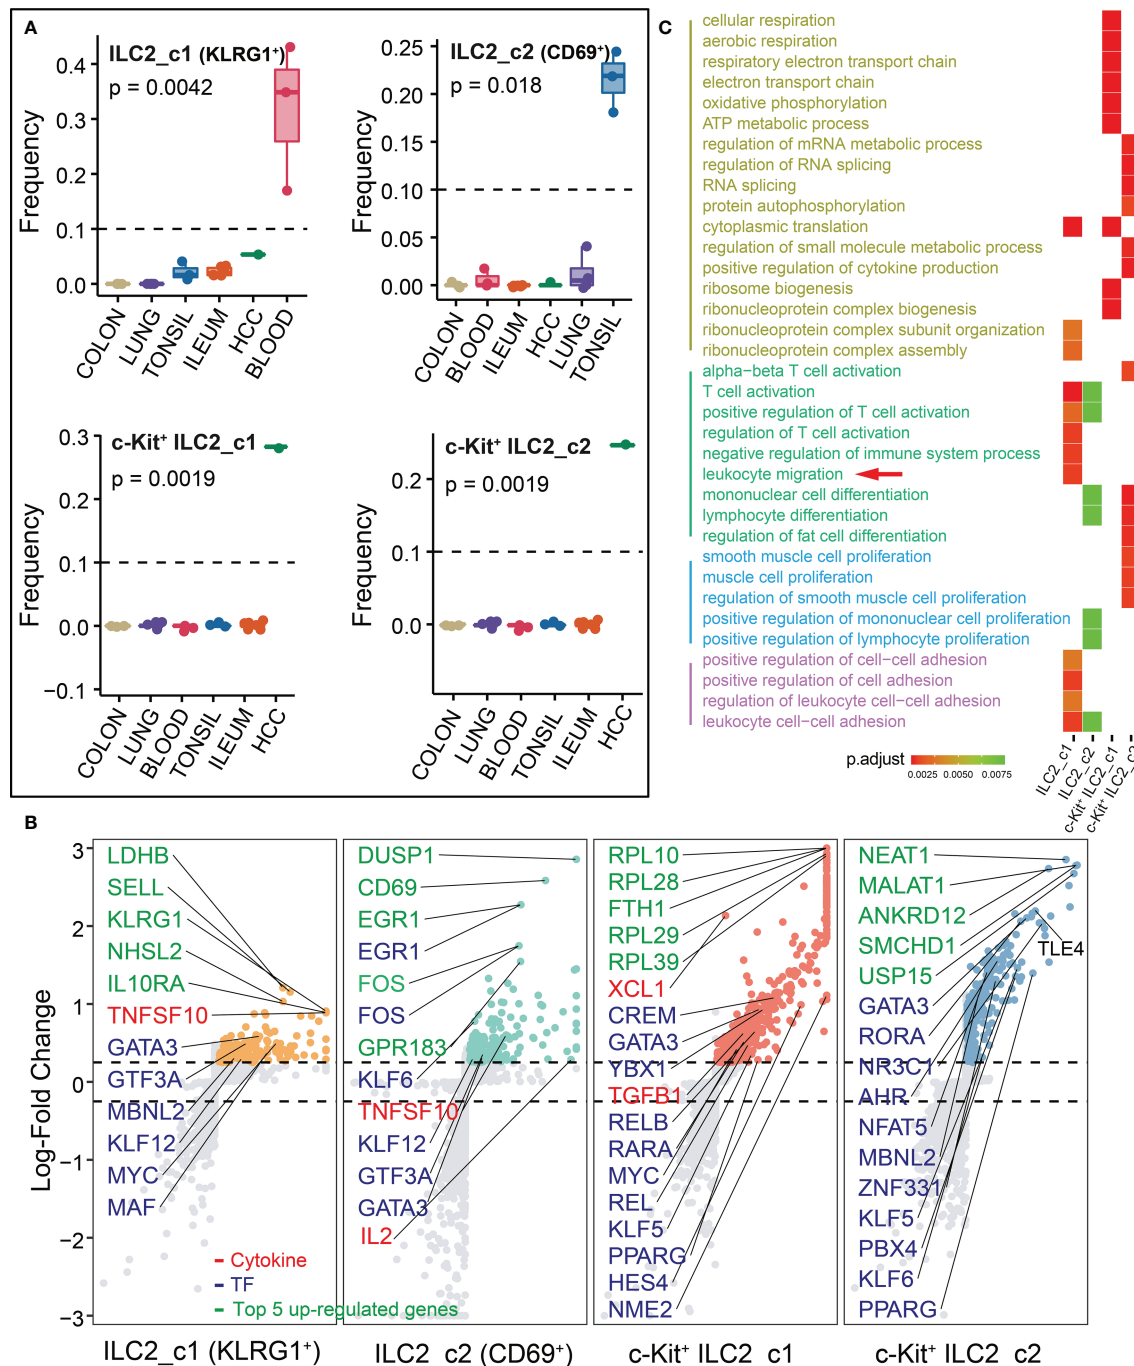 A
ILC2_c1 (KLRG1⁺)
p = 0.0042
Frequency
0.4
0.3
0.2
0.1
0.0
COLON
LUNG
TONSIL
ILEUM
HCC
BLOOD
ILC2_c2 (CD69⁺)
p = 0.018
Frequency
0.25
0.20
0.15
0.10
0.05
0.00
COLON
BLOOD
ILEUM
HCC
LUNG
TONSIL
c-Kit⁺ ILC2_c1
p = 0.0019
Frequency
0.3
0.2
0.1
0.0
−0.1
COLON
LUNG
BLOOD
TONSIL
ILEUM
HCC
c-Kit⁺ ILC2_c2
p = 0.0019
Frequency
0.2
0.1
0.0
COLON
LUNG
BLOOD
TONSIL
ILEUM
HCC
C
cellular respiration
aerobic respiration
respiratory electron transport chain
electron transport chain
oxidative phosphorylation
ATP metabolic process
regulation of mRNA metabolic process
regulation of RNA splicing
RNA splicing
protein autophosphorylation
cytoplasmic translation
regulation of small molecule metabolic process
positive regulation of cytokine production
ribosome biogenesis
ribonucleoprotein complex biogenesis
ribonucleoprotein complex subunit organization
ribonucleoprotein complex assembly
alpha−beta T cell activation
T cell activation
positive regulation of T cell activation
regulation of T cell activation
negative regulation of immune system process
leukocyte migration
mononuclear cell differentiation
lymphocyte differentiation
regulation of fat cell differentiation
smooth muscle cell proliferation
muscle cell proliferation
regulation of smooth muscle cell proliferation
positive regulation of mononuclear cell proliferation
positive regulation of lymphocyte proliferation
positive regulation of cell−cell adhesion
positive regulation of cell adhesion
regulation of leukocyte cell−cell adhesion
leukocyte cell−cell adhesion
p.adjust
0.0025 0.0050 0.0075
ILC2_c1
ILC2_c2
c-Kit⁺ ILC2_c1
c-Kit⁺ ILC2_c2
B
Log-Fold Change
3
2
1
0
−1
−2
−3
LDHB
SELL
KLRG1
NHSL2
IL10RA
TNFSF10
GATA3
GTF3A
MBNL2
KLF12
MYC
MAF
Cytokine
TF
Top 5 up-regulated genes
ILC2_c1 (KLRG1⁺)
DUSP1
CD69
EGR1
EGR1
FOS
FOS
GPR183
KLF6
TNFSF10
KLF12
GTF3A
GATA3
IL2
ILC2_c2 (CD69⁺)
RPL10
RPL28
FTH1
RPL29
RPL39
XCL1
CREM
GATA3
YBX1
TGFB1
RELB
RARA
MYC
REL
KLF5
PPARG
HES4
NME2
c-Kit⁺ ILC2_c1
NEAT1
MALAT1
ANKRD12
SMCHD1
USP15
TLE4
GATA3
RORA
NR3C1
AHR
NFAT5
MBNL2
ZNF331
KLF5
PBX4
KLF6
PPARG
c-Kit⁺ ILC2_c2